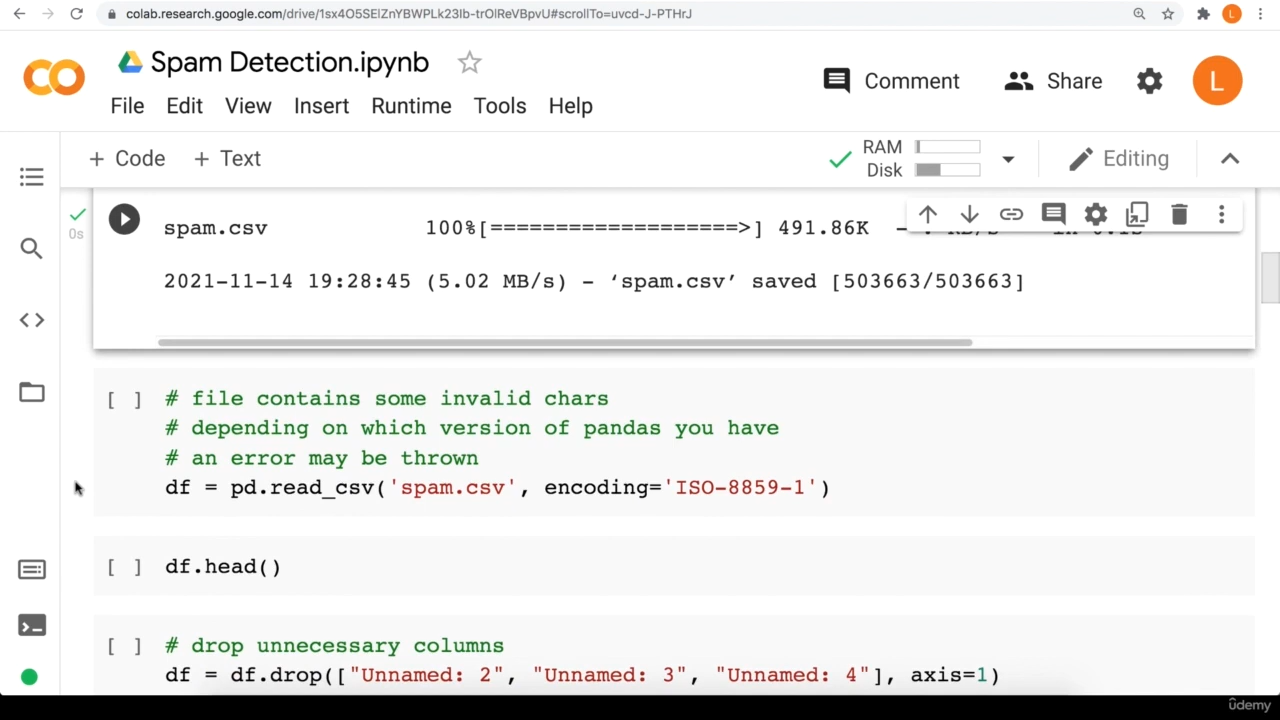 colab.research.google.com/drive/1sx4O5SElZnYBWPLk23Ib-trOlReVBpvU#scrollTo=uvcd-J-PTHrJ
L
Spam Detection.ipynb
Comment
Share
L
File Edit View Insert Runtime Tools Help
+ Code + Text
RAM
Disk
Editing
0s
spam.csv 100%[===================>] 491.86K
2021-11-14 19:28:45 (5.02 MB/s) - ‘spam.csv’ saved [503663/503663]
[ ] # file contains some invalid chars
# depending on which version of pandas you have
# an error may be thrown
df = pd.read_csv('spam.csv', encoding='ISO-8859-1')
[ ] df.head()
[ ] # drop unnecessary columns
df = df.drop(["Unnamed: 2", "Unnamed: 3", "Unnamed: 4"], axis=1)
udemy